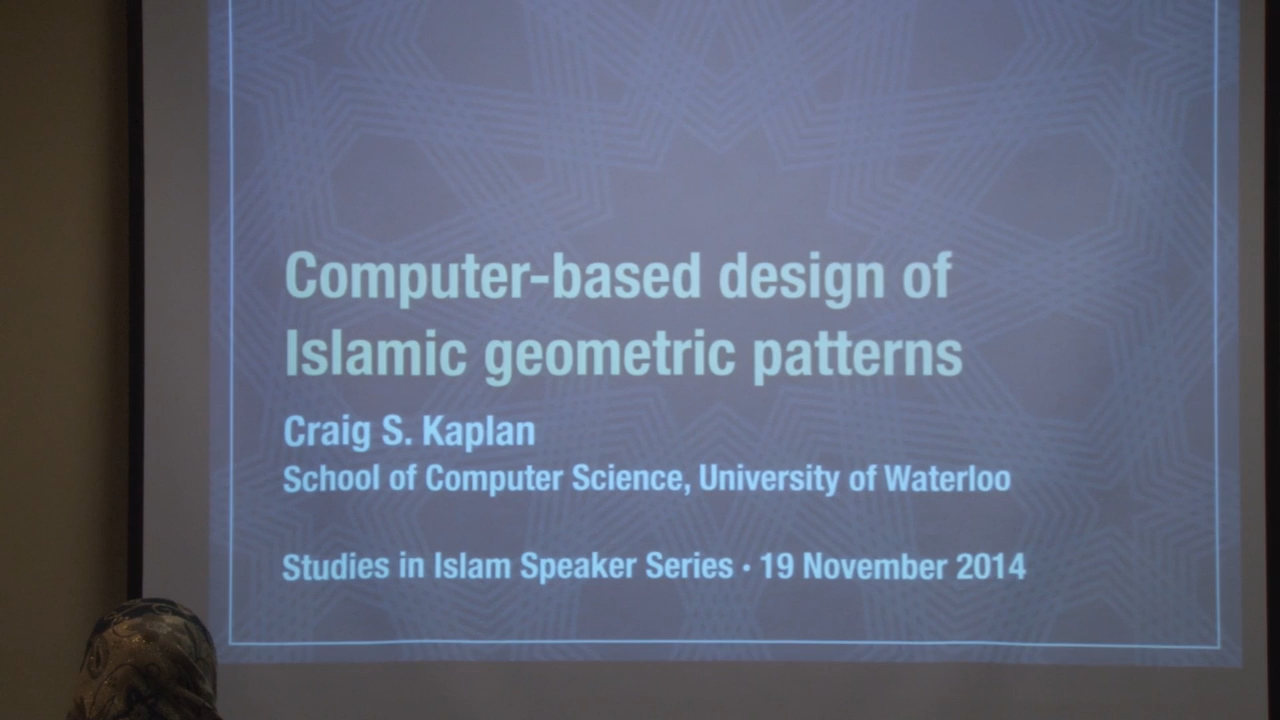 Computer-based design of
Islamic geometric patterns
Craig S. Kaplan
School of Computer Science, University of Waterloo
Studies in Islam Speaker Series · 19 November 2014